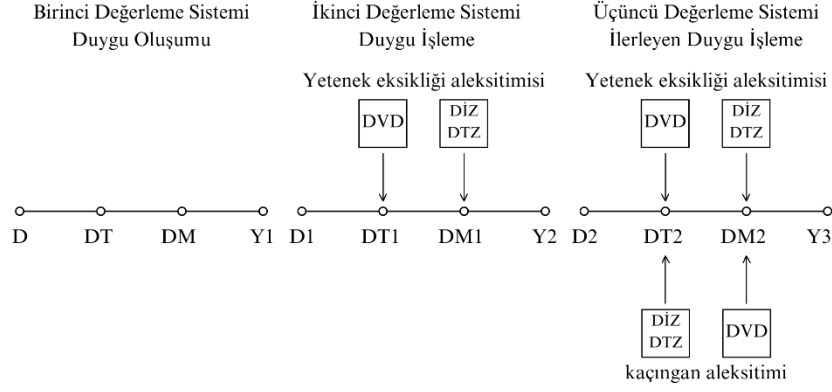 Birinci Değerleme Sistemi
Duygu Oluşumu
İkinci Değerleme Sistemi
Duygu İşleme
Üçüncü Değerleme Sistemi
İlerleyen Duygu İşleme
Yetenek eksikliği aleksitimisi
Yetenek eksikliği aleksitimisi
DVD
DİZ
DTZ
DVD
DİZ
DTZ
D DT DM Y1 D1 DT1 DM1 Y2 D2 DT2 DM2 Y3
DİZ
DTZ
DVD
kaçıngan aleksitimi